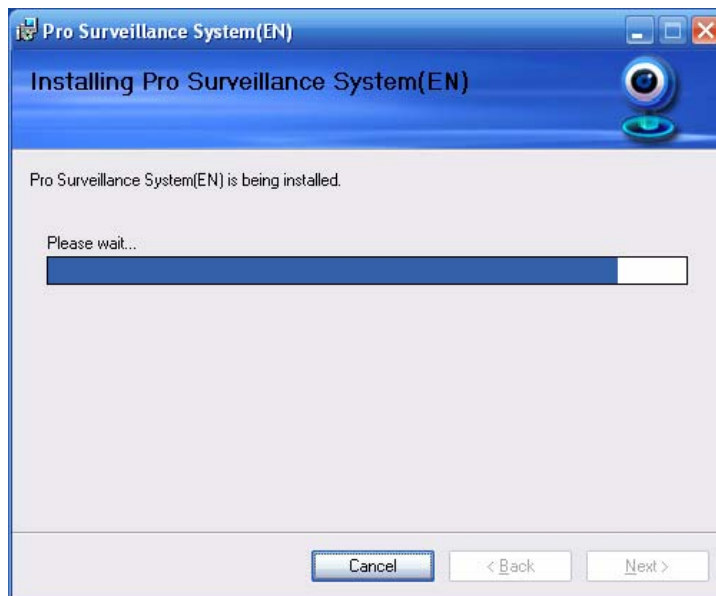 Pro Surveillance System(EN)
Installing Pro Surveillance System(EN)
Pro Surveillance System(EN) is being installed.
Please wait...
Cancel
< Back
Next >